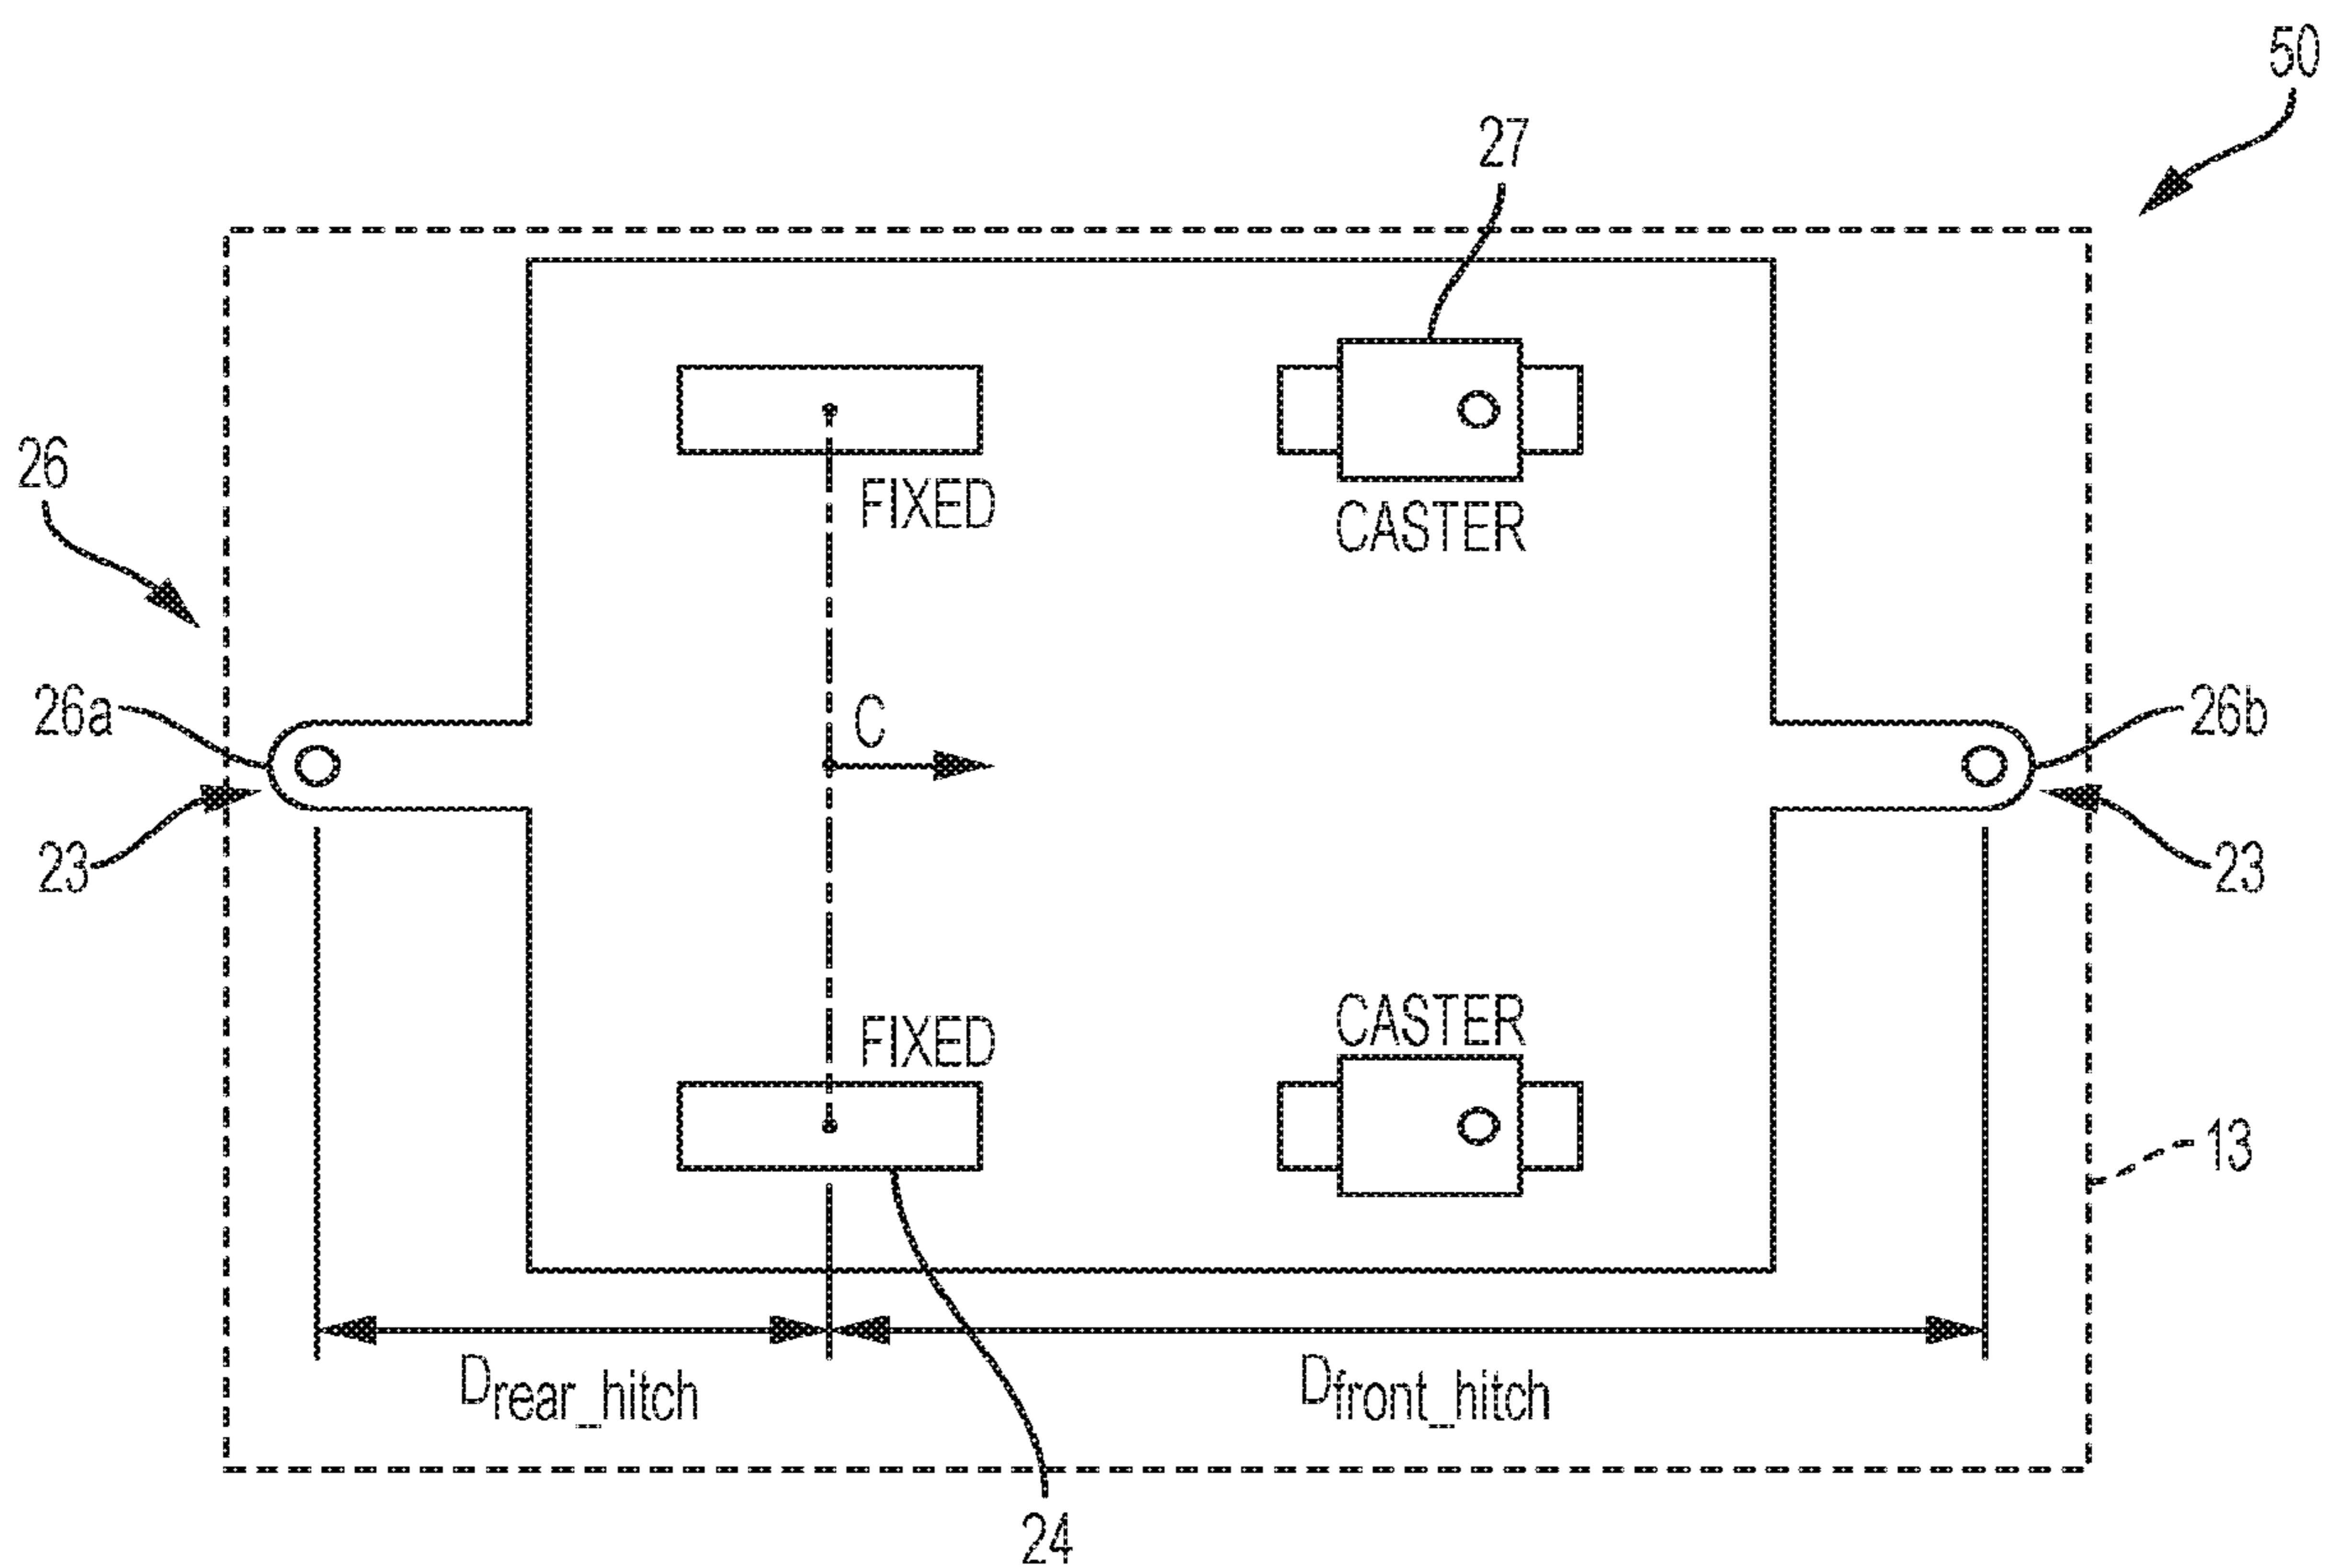 50
27
26
FIXED
CASTER
26a
C
26b
23
23
FIXED
CASTER
13
Drear_hitch
Dfront_hitch
24